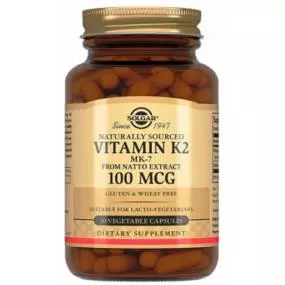 SOLGAR
Since 1947
NATURALLY SOURCED
VITAMIN K2
MK-7
FROM NATTO EXTRACT
100 MCG
GLUTEN & WHEAT FREE
SUITABLE FOR LACTO-VEGETARIANS
50 VEGETABLE CAPSULES
DIETARY SUPPLEMENT